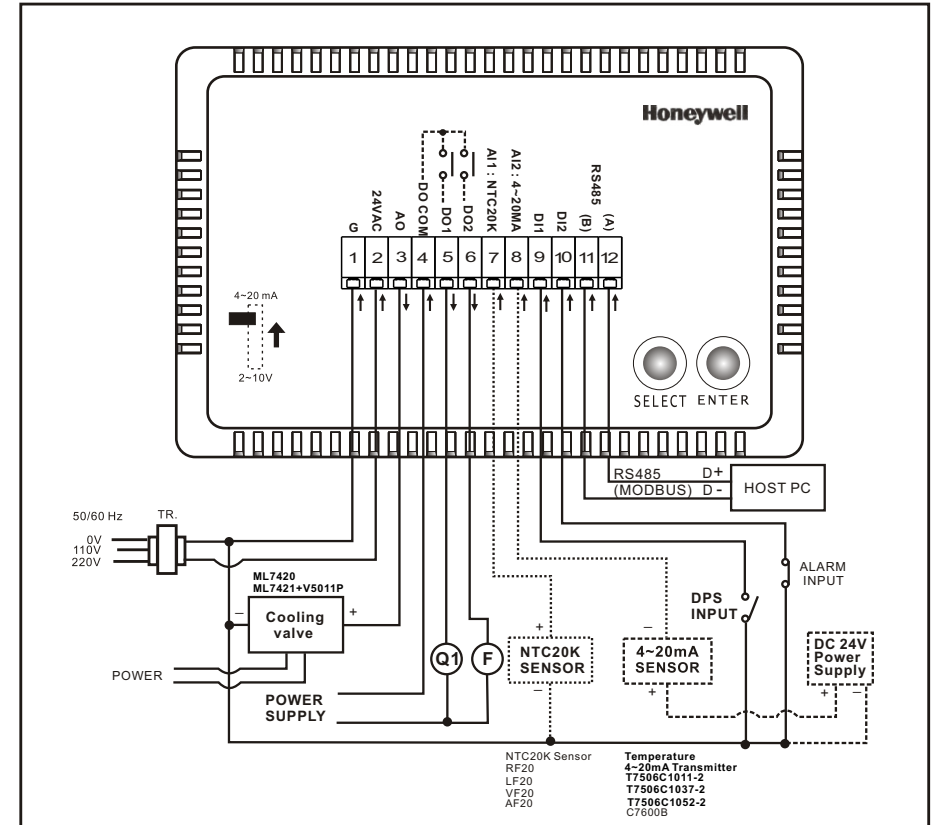 Honeywell
G
24VAC
AO
DO COM
DO1
DO2
AI1 : NTC20K
AI2 : 4~20MA
DI1
DI2
RS485
(B)
(A)
1 2 3 4 5 6 7 8 9 10 11 12
4~20 mA
2~10V
SELECT ENTER
RS485 D+
(MODBUS) D -
HOST PC
50/60 Hz
TR.
0V
110V
220V
ML7420
ML7421+V5011P
– +
Cooling
valve
POWER
POWER
SUPPLY
Q1
F
+
NTC20K
SENSOR
–
–
4~20mA
SENSOR
+
DPS
INPUT
ALARM
INPUT
DC 24V
Power
Supply
+ –
NTC20K Sensor
RF20
LF20
VF20
AF20
Temperature
4~20mA Transmitter
T7506C1011-2
T7506C1037-2
T7506C1052-2
C7600B